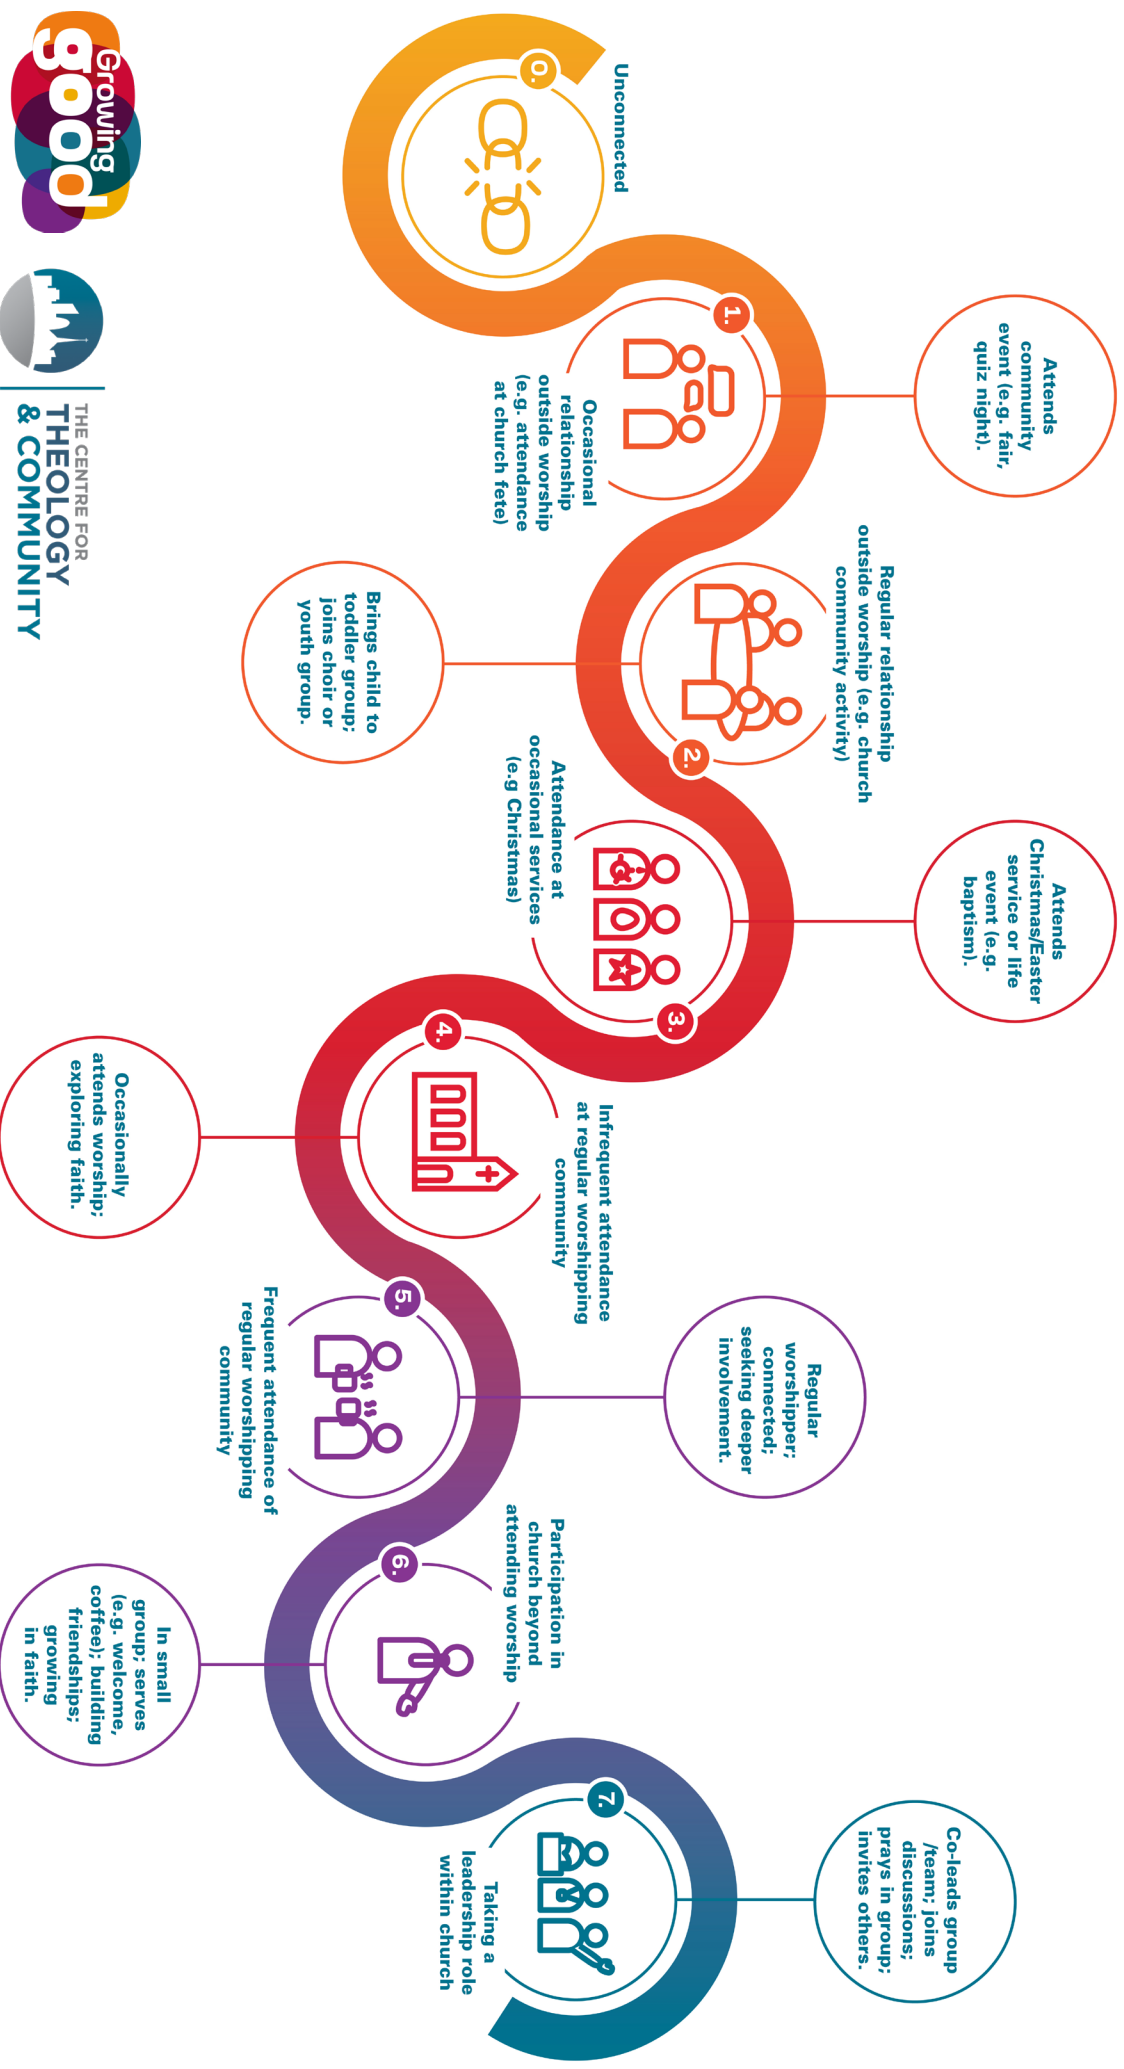 0.
Unconnected
1.
Occasional
relationship
outside worship
(e.g. attendance
at church fete)
Attends
community
event (e.g. fair,
quiz night).
2.
Regular relationship
outside worship (e.g. church
community activity)
Brings child to
toddler group;
joins choir or
youth group.
3.
Attendance at
occasional services
(e.g Christmas)
Attends
Christmas/Easter
service or life
event (e.g.
baptism).
4.
Infrequent attendance
at regular worshipping
community
Occasionally
attends worship;
exploring faith.
5.
Frequent attendance of
regular worshipping
community
Regular
worshipper;
connected;
seeking deeper
involvement.
6.
Participation in
church beyond
attending worship
In small
group; serves
(e.g. welcome,
coffee); building
friendships;
growing
in faith.
7.
Taking a
leadership role
within church
Co-leads group
/team; joins
discussions;
prays in group;
invites others.
Growing
good
THE CENTRE FOR
THEOLOGY
& COMMUNITY